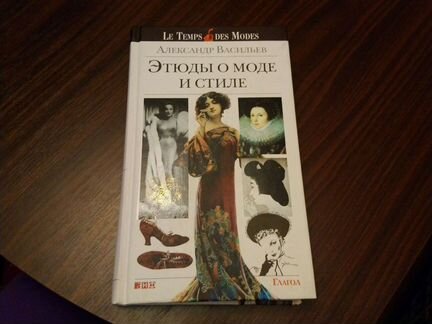 LE TEMPS DES MODES
АЛЕКСАНДР ВАСИЛЬЕВ
ЭТЮДЫ О МОДЕ
И СТИЛЕ
ГЛАГОЛ